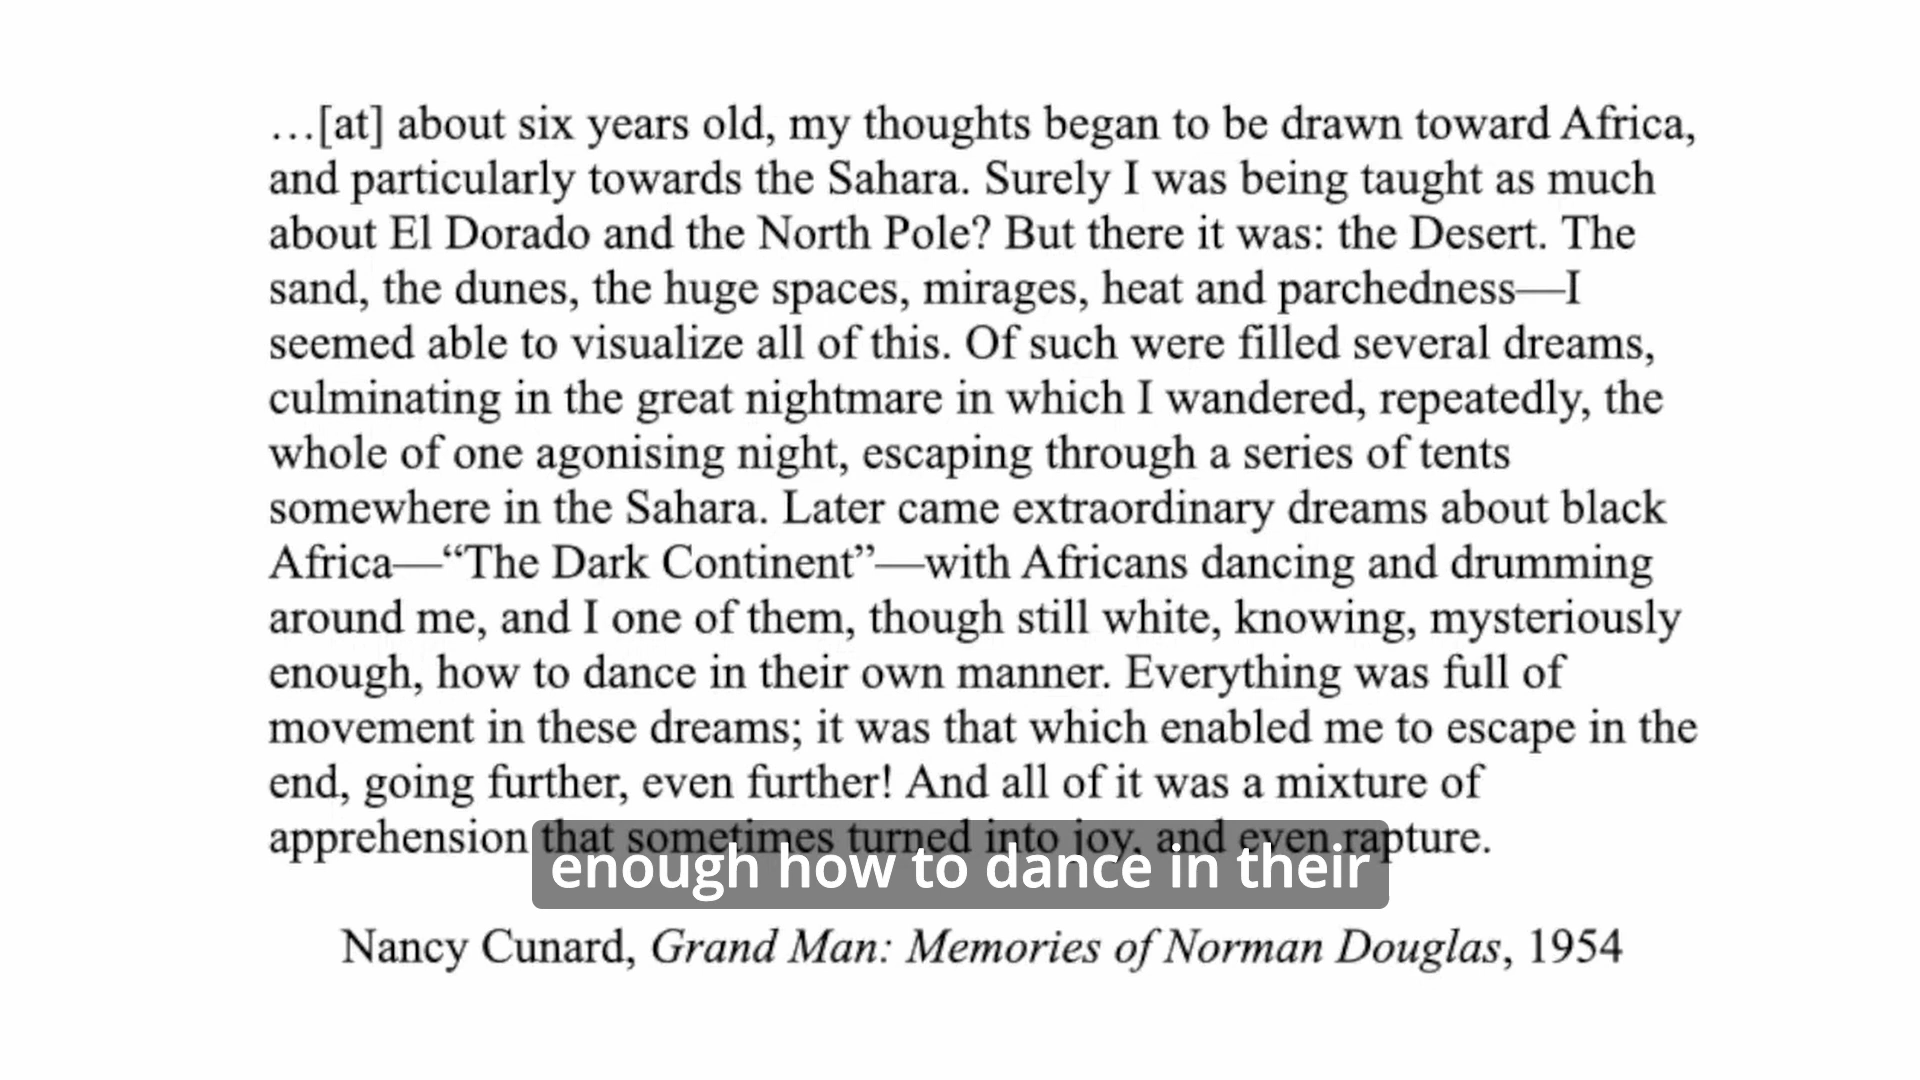 …[at] about six years old, my thoughts began to be drawn toward Africa,
and particularly towards the Sahara. Surely I was being taught as much
about El Dorado and the North Pole? But there it was: the Desert. The
sand, the dunes, the huge spaces, mirages, heat and parchedness—I
seemed able to visualize all of this. Of such were filled several dreams,
culminating in the great nightmare in which I wandered, repeatedly, the
whole of one agonising night, escaping through a series of tents
somewhere in the Sahara. Later came extraordinary dreams about black
Africa—“The Dark Continent”—with Africans dancing and drumming
around me, and I one of them, though still white, knowing, mysteriously
enough, how to dance in their own manner. Everything was full of
movement in these dreams; it was that which enabled me to escape in the
end, going further, even further! And all of it was a mixture of
apprehension that sometimes turned into joy, and even rapture.
enough how to dance in their
Nancy Cunard, Grand Man: Memories of Norman Douglas, 1954